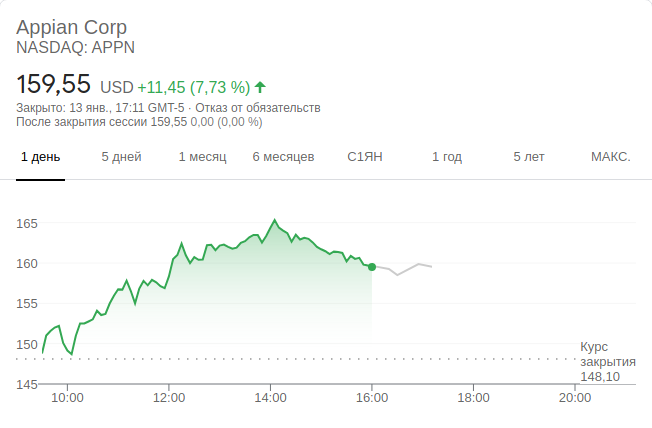 Appian Corp
NASDAQ: APPN
159,55 USD +11,45 (7,73 %)
Закрыто: 13 янв., 17:11 GMT-5 · Отказ от обязательств
После закрытия сессии 159,55 0,00 (0,00 %)
1 день 5 дней 1 месяц 6 месяцев С1ЯН 1 год 5 лет МАКС.
165
160
155
150
Курс
закрытия
148,10
145
10:00 12:00 14:00 16:00 18:00 20:00